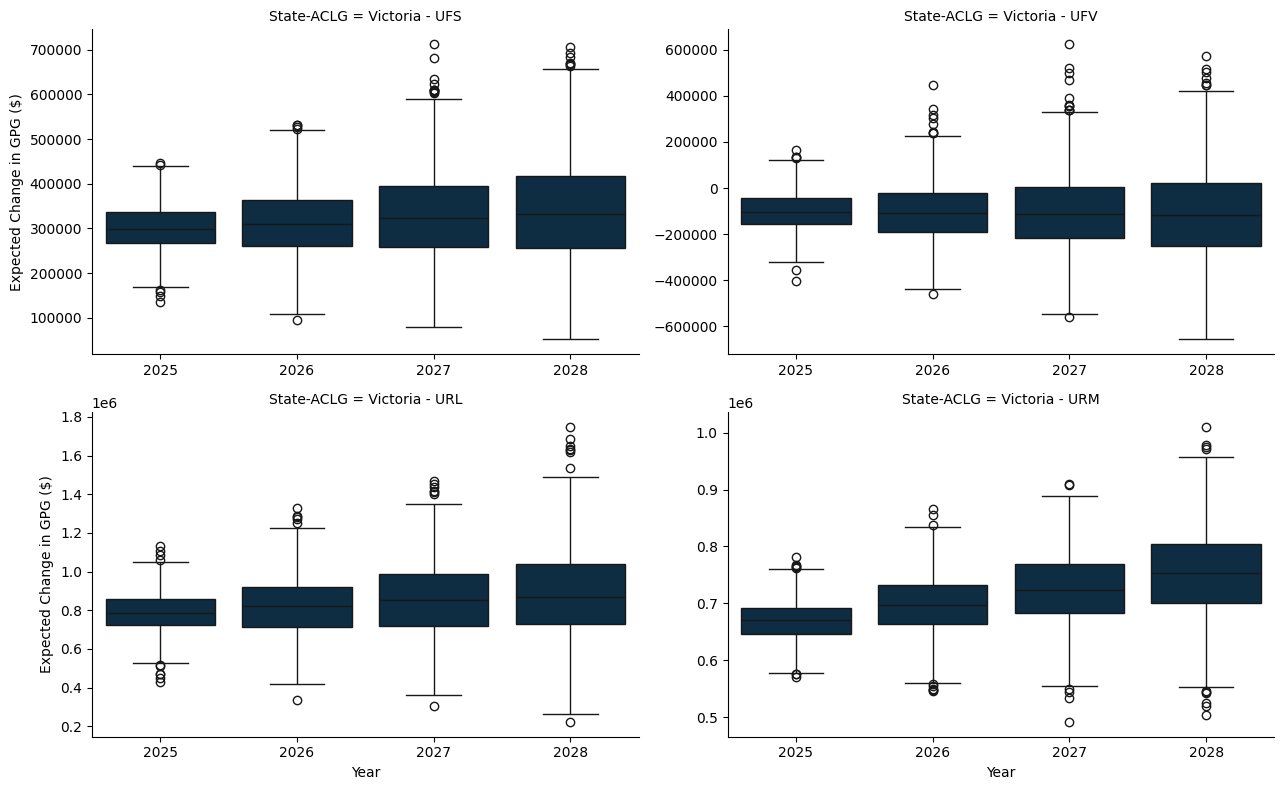 State-ACLG = Victoria - UFS
Expected Change in GPG ($)
700000
600000
500000
400000
300000
200000
100000
2025 2026 2027 2028
State-ACLG = Victoria - UFV
600000
400000
200000
0
−200000
−400000
−600000
2025 2026 2027 2028
State-ACLG = Victoria - URL
1e6
Expected Change in GPG ($)
1.8
1.6
1.4
1.2
1.0
0.8
0.6
0.4
0.2
2025 2026 2027 2028
Year
State-ACLG = Victoria - URM
1e6
1.0
0.9
0.8
0.7
0.6
0.5
2025 2026 2027 2028
Year